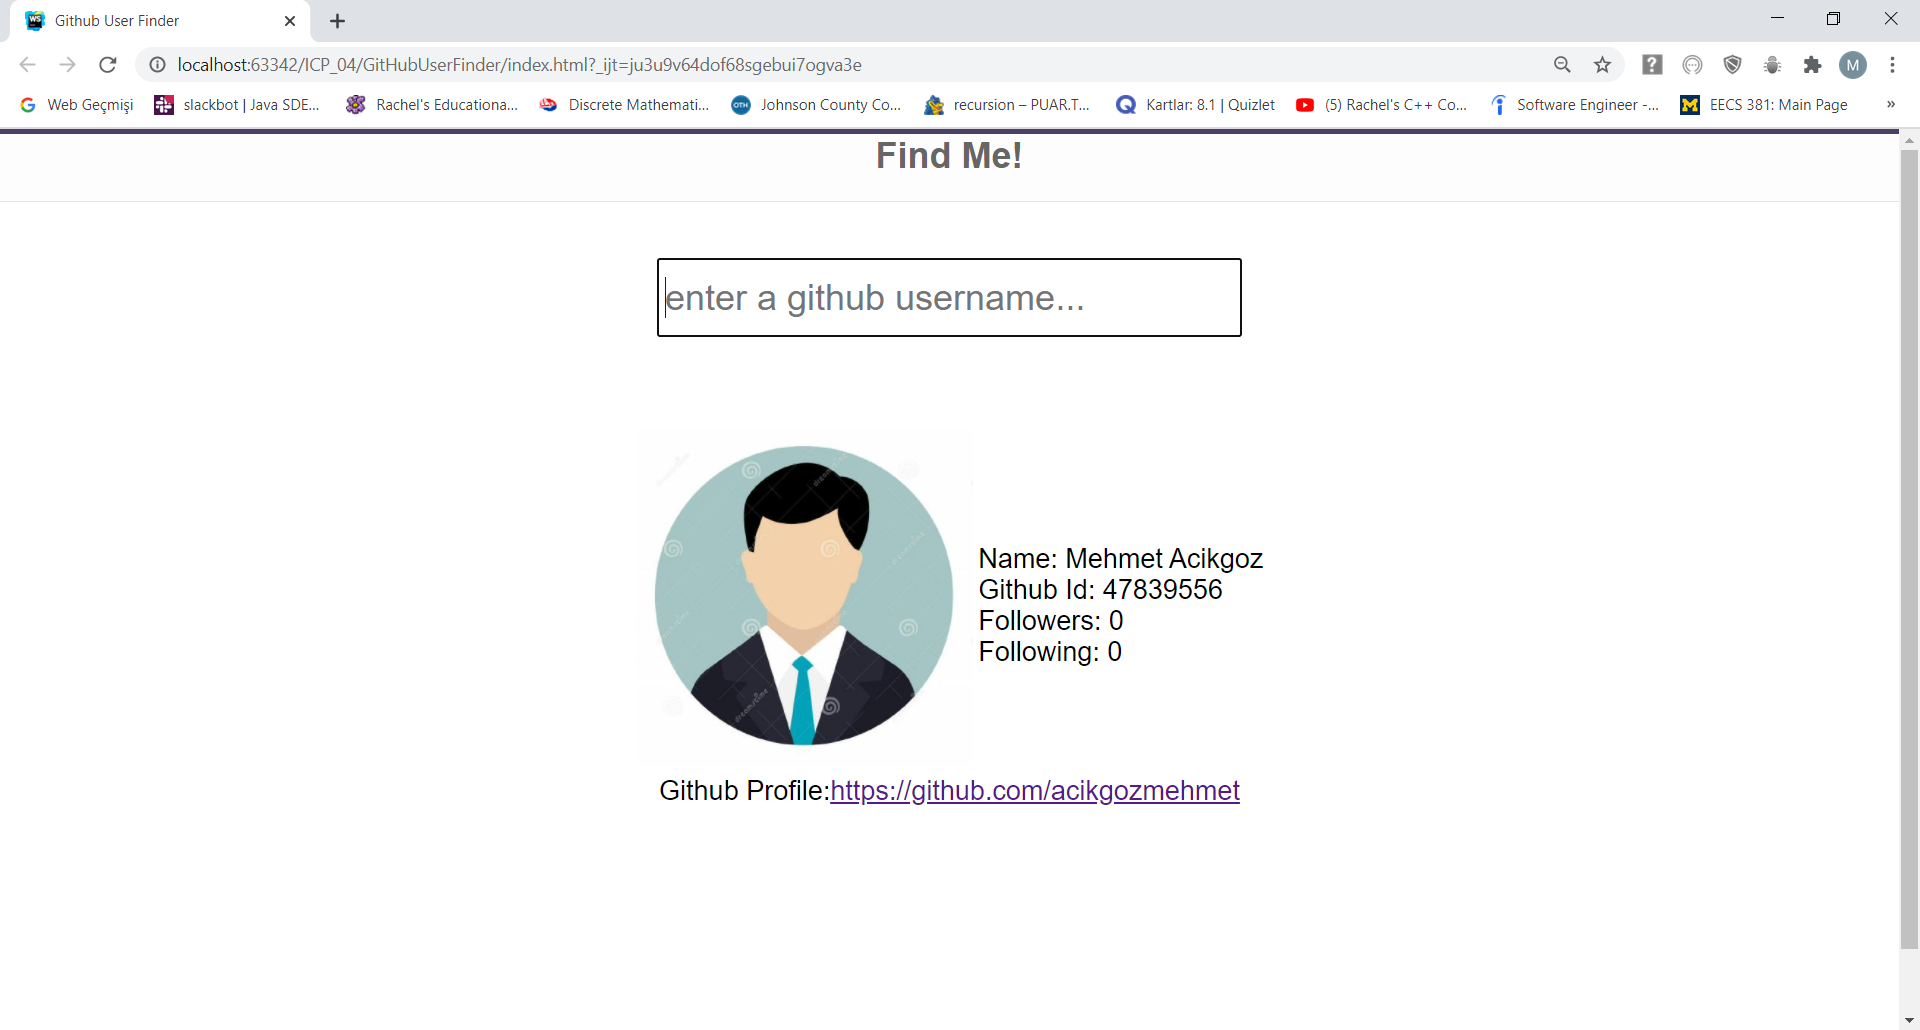 Github User Finder
localhost:63342/ICP_04/GitHubUserFinder/index.html?_ijt=ju3u9v64dof68sgebui7ogva3e
M
Web Geçmişi
slackbot | Java SDE...
Rachel's Educationa...
Discrete Mathemati...
OTH
Johnson County Co...
recursion – PUAR.T...
Kartlar: 8.1 | Quizlet
(5) Rachel's C++ Co...
Software Engineer -...
EECS 381: Main Page
»
Find Me!
enter a github username...
dreamstime
Name: Mehmet Acikgoz
Github Id: 47839556
Followers: 0
Following: 0
dreamstime
Github Profile:https://github.com/acikgozmehmet